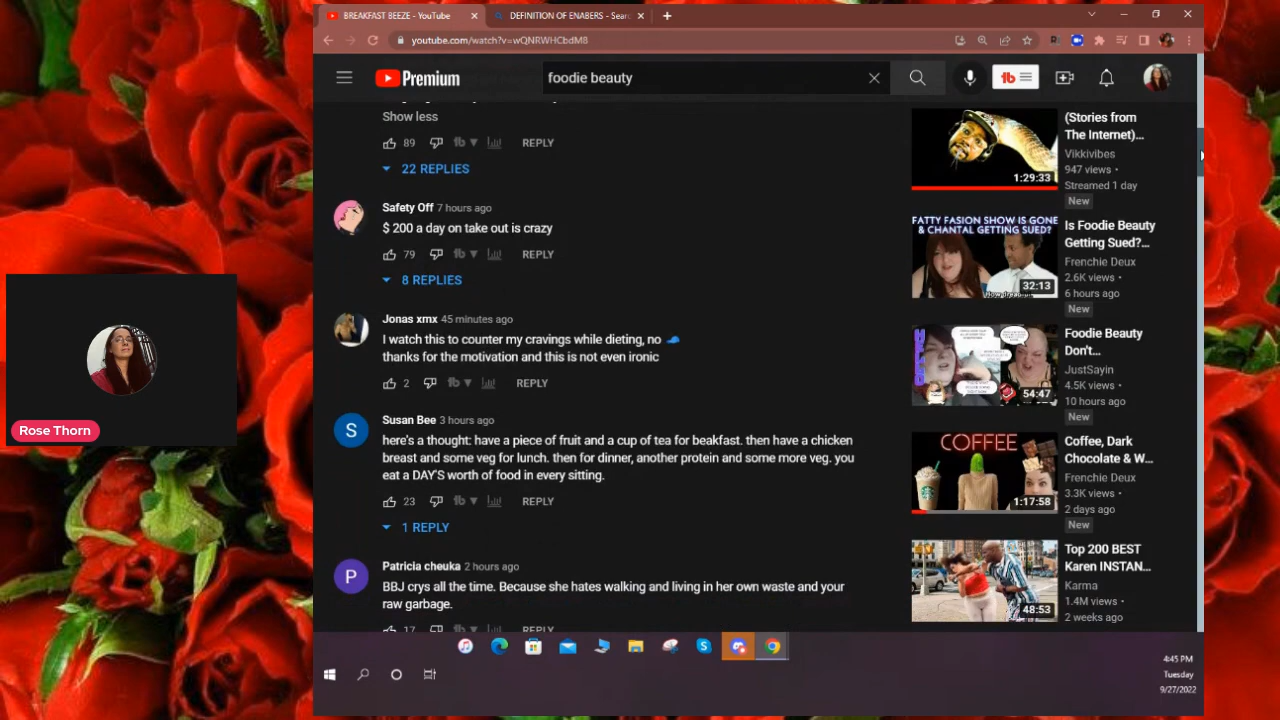 BREAKFAST BEEZE - YouTube
DEFINITION OF ENABERS - Sear
youtube.com/watch?v=wQNRWHCbdM8
Premium
foodie beauty
Show less
89 REPLY
22 REPLIES
Safety Off 7 hours ago
$ 200 a day on take out is crazy
79 REPLY
8 REPLIES
Jonas xmx 45 minutes ago
I watch this to counter my cravings while dieting, no
thanks for the motivation and this is not even ironic
2 REPLY
Susan Bee 3 hours ago
here's a thought: have a piece of fruit and a cup of tea for beakfast. then have a chicken
breast and some veg for lunch. then for dinner, another protein and some more veg. you
eat a DAY'S worth of food in every sitting.
23 REPLY
1 REPLY
Patricia cheuka 2 hours ago
BBJ crys all the time. Because she hates walking and living in her own waste and your
raw garbage.
17 REPLY
(Stories from
The Internet)...
Vikkivibes
947 views •
Streamed 1 day
New
1:29:33
FATTY FASION SHOW IS GONE
& CHANTAL GETTING SUED?
32:13
Is Foodie Beauty
Getting Sued?...
Frenchie Deux
2.6K views •
6 hours ago
New
54:47
Foodie Beauty
Don't...
JustSayin
4.5K views •
10 hours ago
New
COFFEE
1:17:58
Coffee, Dark
Chocolate & W...
Frenchie Deux
3.3K views •
2 days ago
New
48:53
Top 200 BEST
Karen INSTAN...
Karma
1.4M views •
2 weeks ago
Rose Thorn
S
P
4:45 PM
Tuesday
9/27/2022